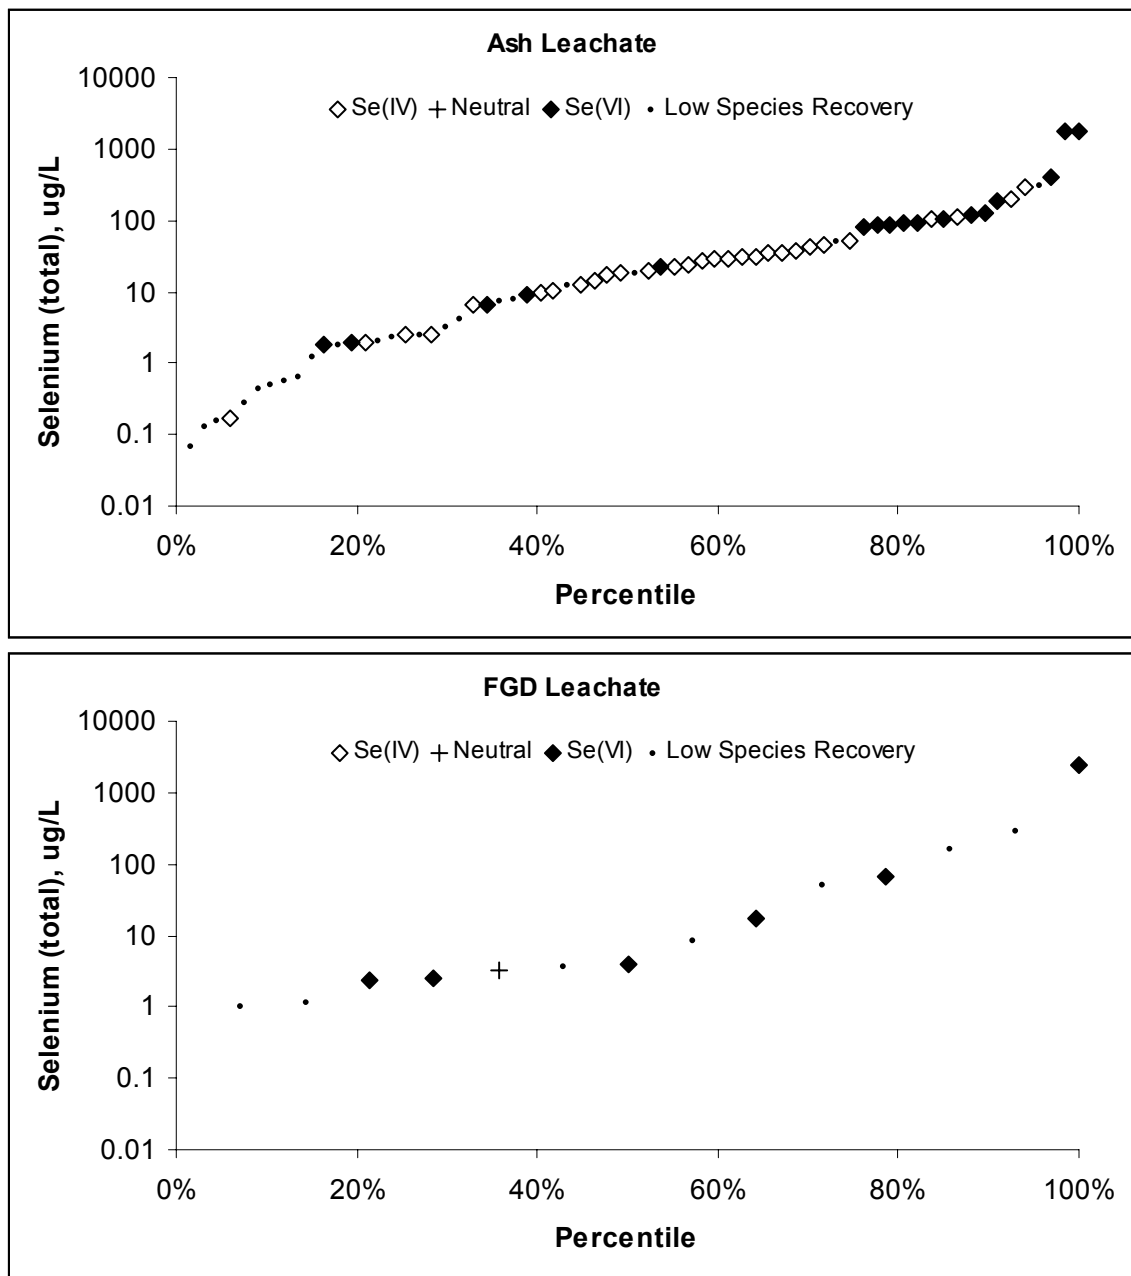 Ash Leachate
Se(IV) Neutral Se(VI) Low Species Recovery
Selenium (total), ug/L
10000
1000
100
10
1
0.1
0.01
0% 20% 40% 60% 80% 100%
Percentile
FGD Leachate
Se(IV) Neutral Se(VI) Low Species Recovery
Selenium (total), ug/L
10000
1000
100
10
1
0.1
0.01
0% 20% 40% 60% 80% 100%
Percentile